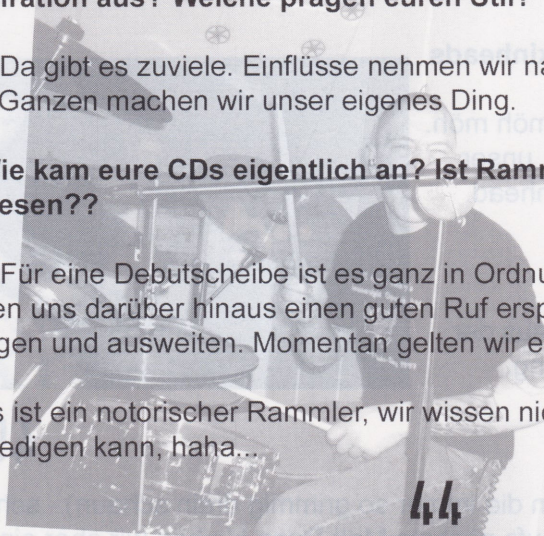 ration aus? Welche prägen euren Stil?
Da gibt es zuviele. Einflüsse nehmen wir na
Ganzen machen wir unser eigenes Ding.
ie kam eure CDs eigentlich an? Ist Ramm
esen??
Für eine Debutscheibe ist es ganz in Ordnu
en uns darüber hinaus einen guten Ruf ersp
gen und ausweiten. Momentan gelten wir e
s ist ein notorischer Rammler, wir wissen nic
edigen kann, haha...
44